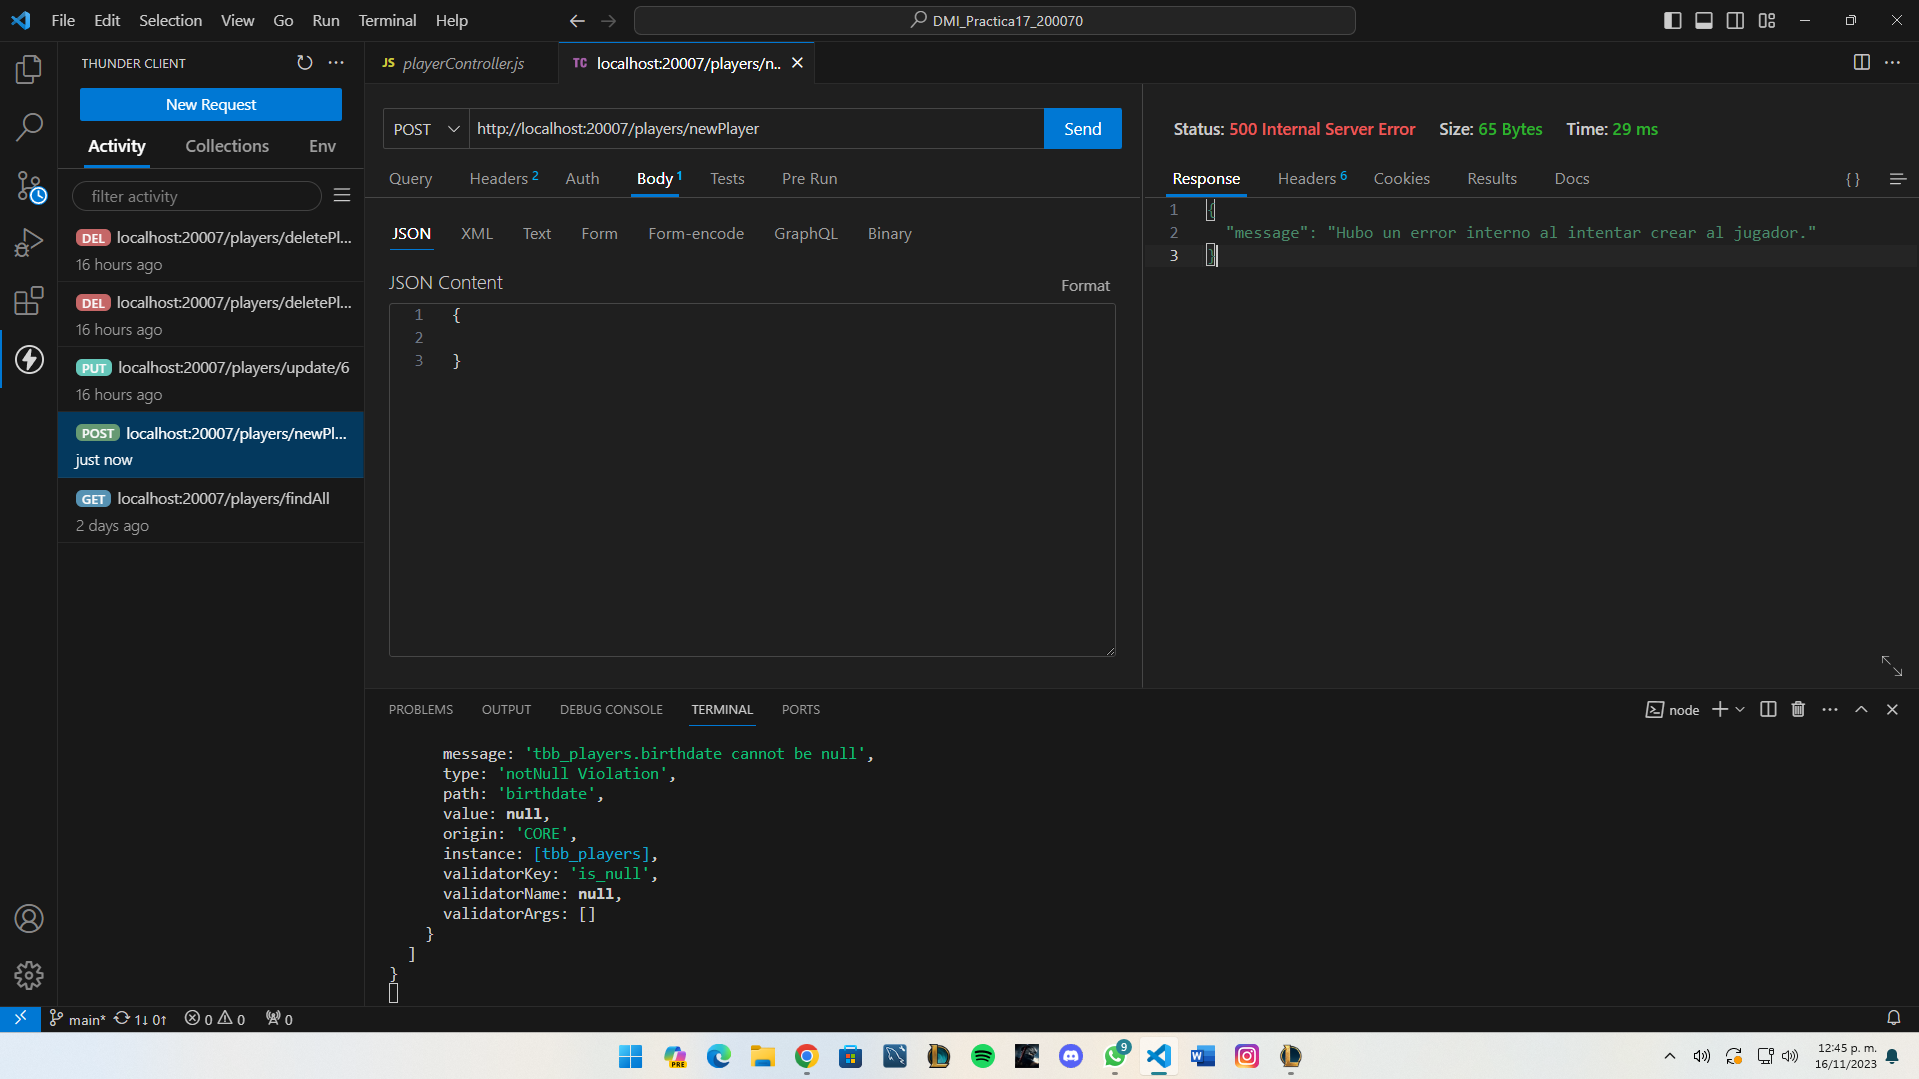 File Edit Selection View Go Run Terminal Help
DMI_Practica17_200070
THUNDER CLIENT
New Request
Activity Collections Env
filter activity
DEL localhost:20007/players/deletePl...
16 hours ago
DEL localhost:20007/players/deletePl...
16 hours ago
PUT localhost:20007/players/update/6
16 hours ago
POST localhost:20007/players/newPl...
just now
GET localhost:20007/players/findAll
2 days ago
JS playerController.js
TC localhost:20007/players/n..
POST http://localhost:20007/players/newPlayer Send
Query Headers 2 Auth Body 1 Tests Pre Run
JSON XML Text Form Form-encode GraphQL Binary
JSON Content Format
1 {
2
3 }
Status: 500 Internal Server Error Size: 65 Bytes Time: 29 ms
Response Headers 6 Cookies Results Docs { }
1 {
2 "message": "Hubo un error interno al intentar crear al jugador."
3 }
PROBLEMS OUTPUT DEBUG CONSOLE TERMINAL PORTS
node
message: 'tbb_players.birthdate cannot be null',
type: 'notNull Violation',
path: 'birthdate',
value: null,
origin: 'CORE',
instance: [tbb_players],
validatorKey: 'is_null',
validatorName: null,
validatorArgs: []
}
]
}
main* 1↓ 0↑ 0 0 0
PRE
9
12:45 p. m.
16/11/2023